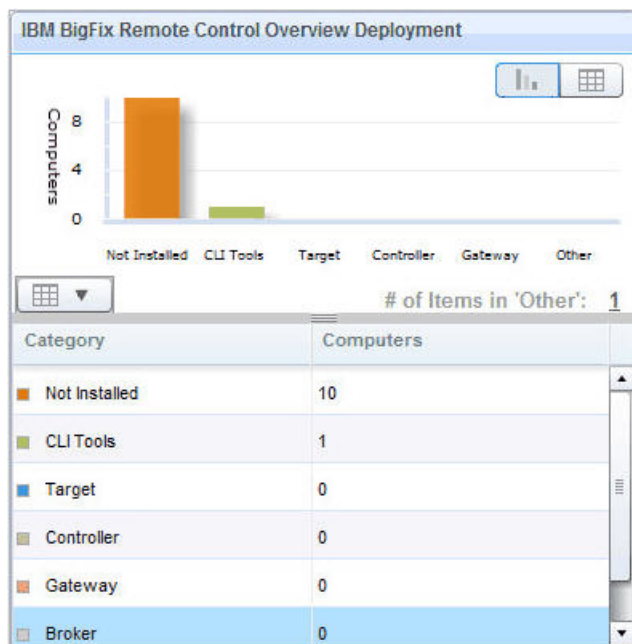 IBM BigFix Remote Control Overview Deployment
Computers
8
4
0
Not Installed CLI Tools Target Controller Gateway Other
# of Items in 'Other': 1
Category Computers
Not Installed 10
CLI Tools 1
Target 0
Controller 0
Gateway 0
Broker 0